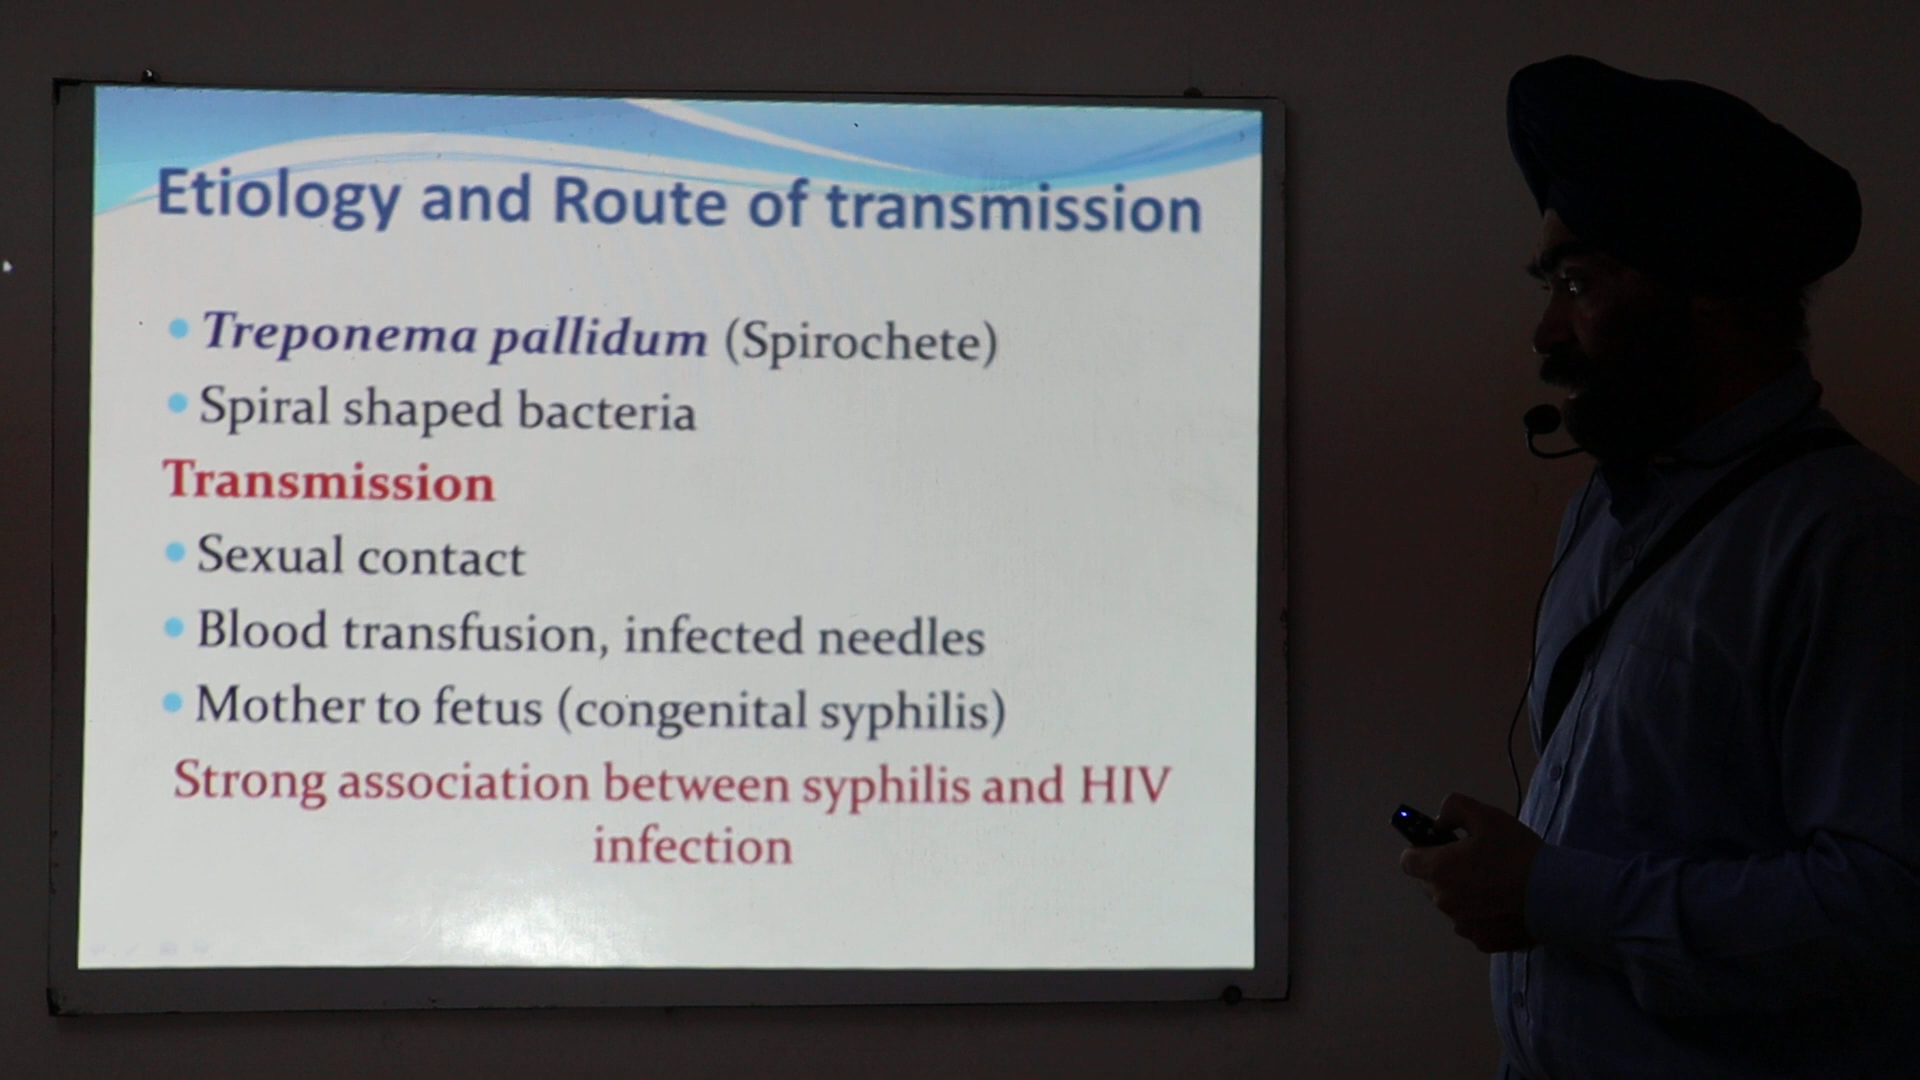 Etiology and Route of transmission
• Treponema pallidum (Spirochete)
• Spiral shaped bacteria
Transmission
• Sexual contact
• Blood transfusion, infected needles
• Mother to fetus (congenital syphilis)
Strong association between syphilis and HIV
infection